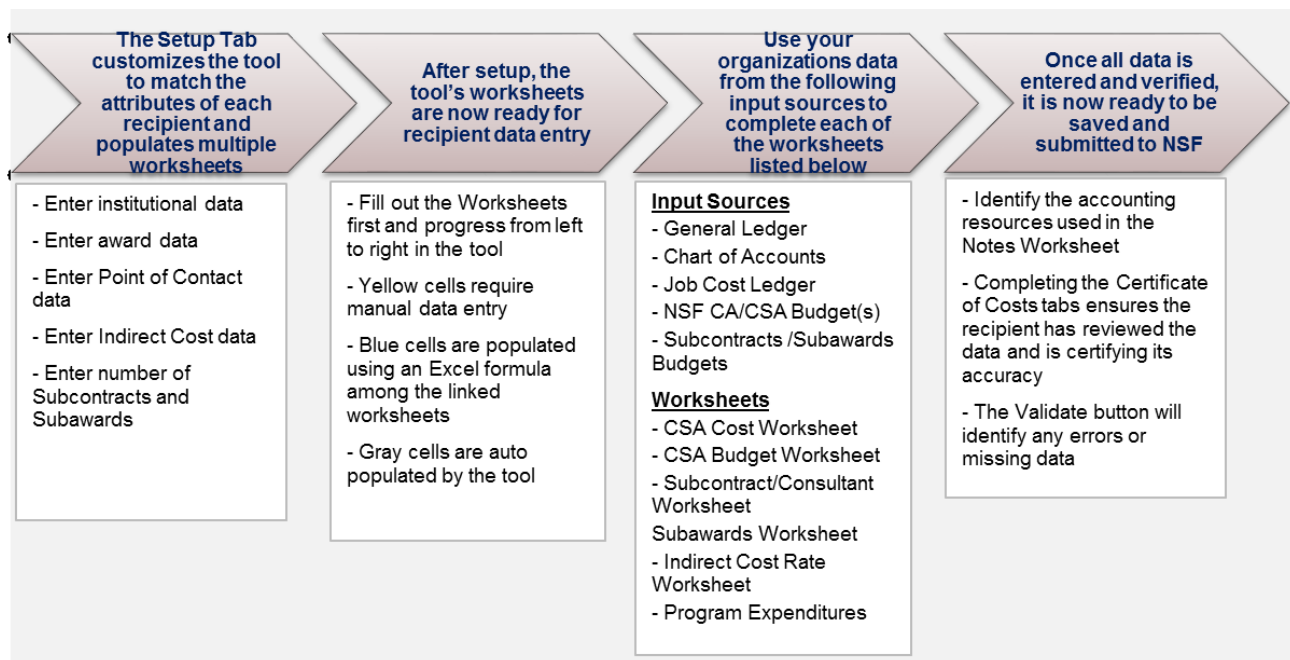 The Setup Tab
customizes the tool
to match the
attributes of each
recipient and
populates multiple
worksheets
- Enter institutional data
- Enter award data
- Enter Point of Contact
data
- Enter Indirect Cost data
- Enter number of
Subcontracts and
Subawards
After setup, the
tool's worksheets
are now ready for
recipient data entry
- Fill out the Worksheets
first and progress from left
to right in the tool
- Yellow cells require
manual data entry
- Blue cells are populated
using an Excel formula
among the linked
worksheets
- Gray cells are auto
populated by the tool
Use your
organizations data
from the following
input sources to
complete each of
the worksheets
listed below
Input Sources
- General Ledger
- Chart of Accounts
- Job Cost Ledger
- NSF CA/CSA Budget(s)
- Subcontracts /Subawards
Budgets
Worksheets
- CSA Cost Worksheet
- CSA Budget Worksheet
- Subcontract/Consultant
Worksheet
Subawards Worksheet
- Indirect Cost Rate
Worksheet
- Program Expenditures
Once all data is
entered and verified,
it is now ready to be
saved and
submitted to NSF
- Identify the accounting
resources used in the
Notes Worksheet
- Completing the Certificate
of Costs tabs ensures the
recipient has reviewed the
data and is certifying its
accuracy
- The Validate button will
identify any errors or
missing data